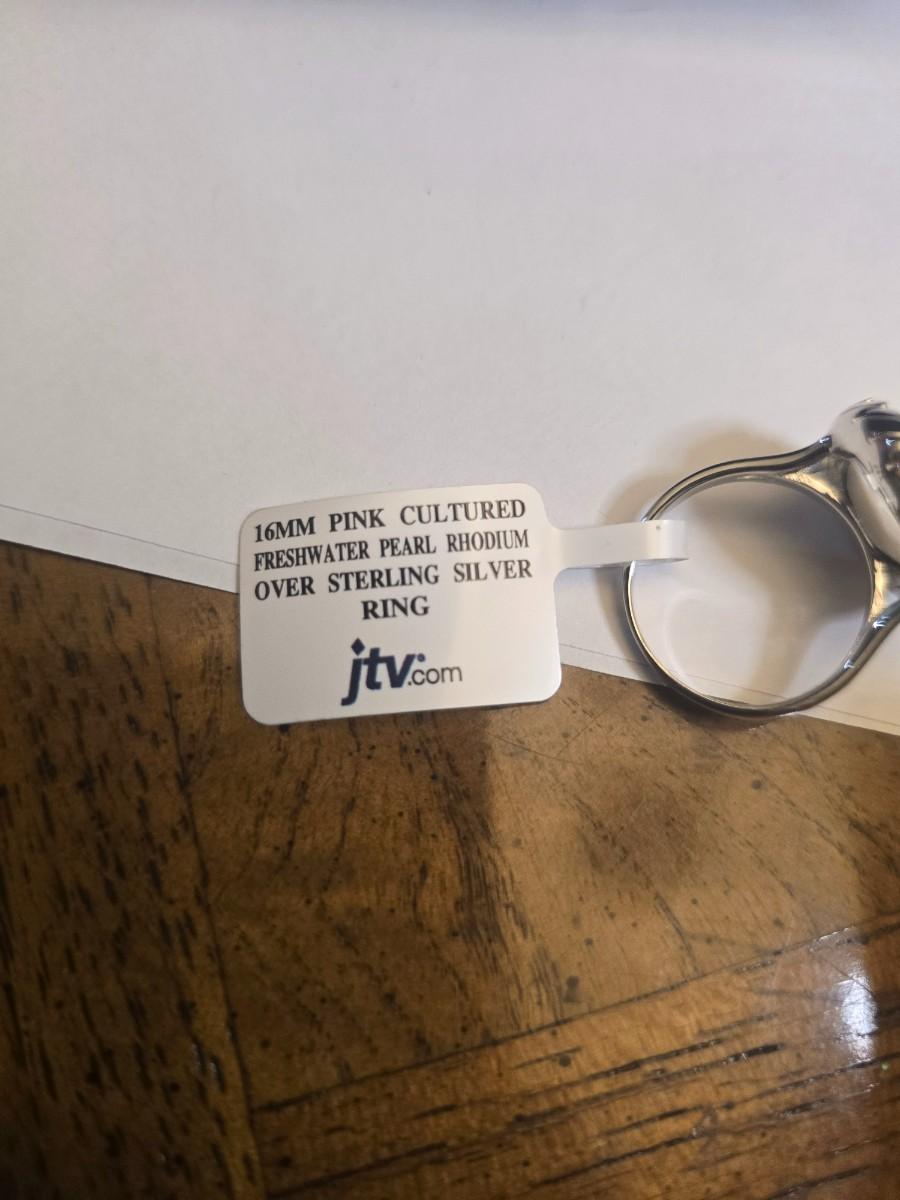 16MM PINK CULTURED
FRESHWATER PEARL RHODIUM
OVER STERLING SILVER
RING
jtv.com